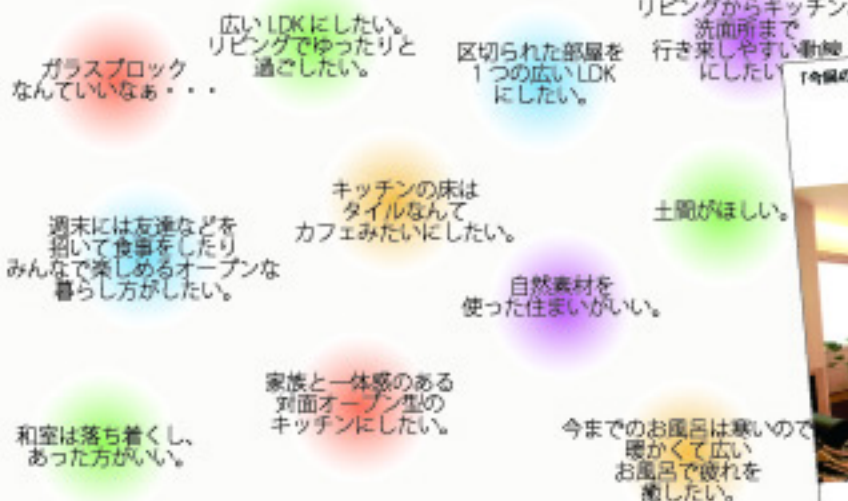 広いLDKにしたい。
リビングでゆったりと
過ごしたい。
リビングからキッチン
洗面所まで
行き来しやすい動線
にしたい
ガラスブロック
なんていいなぁ・・・
区切られた部屋を
1つの広いLDK
にしたい。
キッチンの床は
タイルなんて
カフェみたいにしたい。
土間がほしい。
週末には友達などを
招いて食事をしたり
みんなで楽しめるオープンな
暮らし方がしたい。
自然素材を
使った住まいがいい。
家族と一体感のある
対面オープン型の
キッチンにしたい。
和室は落ち着くし、
あった方がいい。
今までのお風呂は寒いので
暖かくて広い
お風呂で疲れを
癒したい。